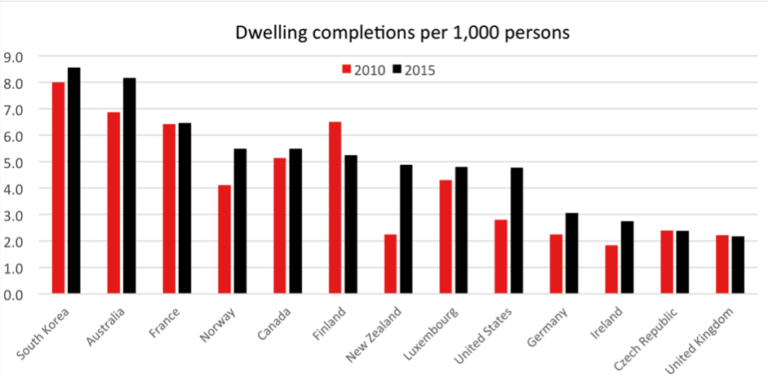 Dwelling completions per 1,000 persons
2010 2015
9.0
8.0
7.0
6.0
5.0
4.0
3.0
2.0
1.0
0.0
South Korea
Australia
France
Norway
Canada
Finland
New Zealand
Luxembourg
United States
Germany
Ireland
Czech Republic
United Kingdom